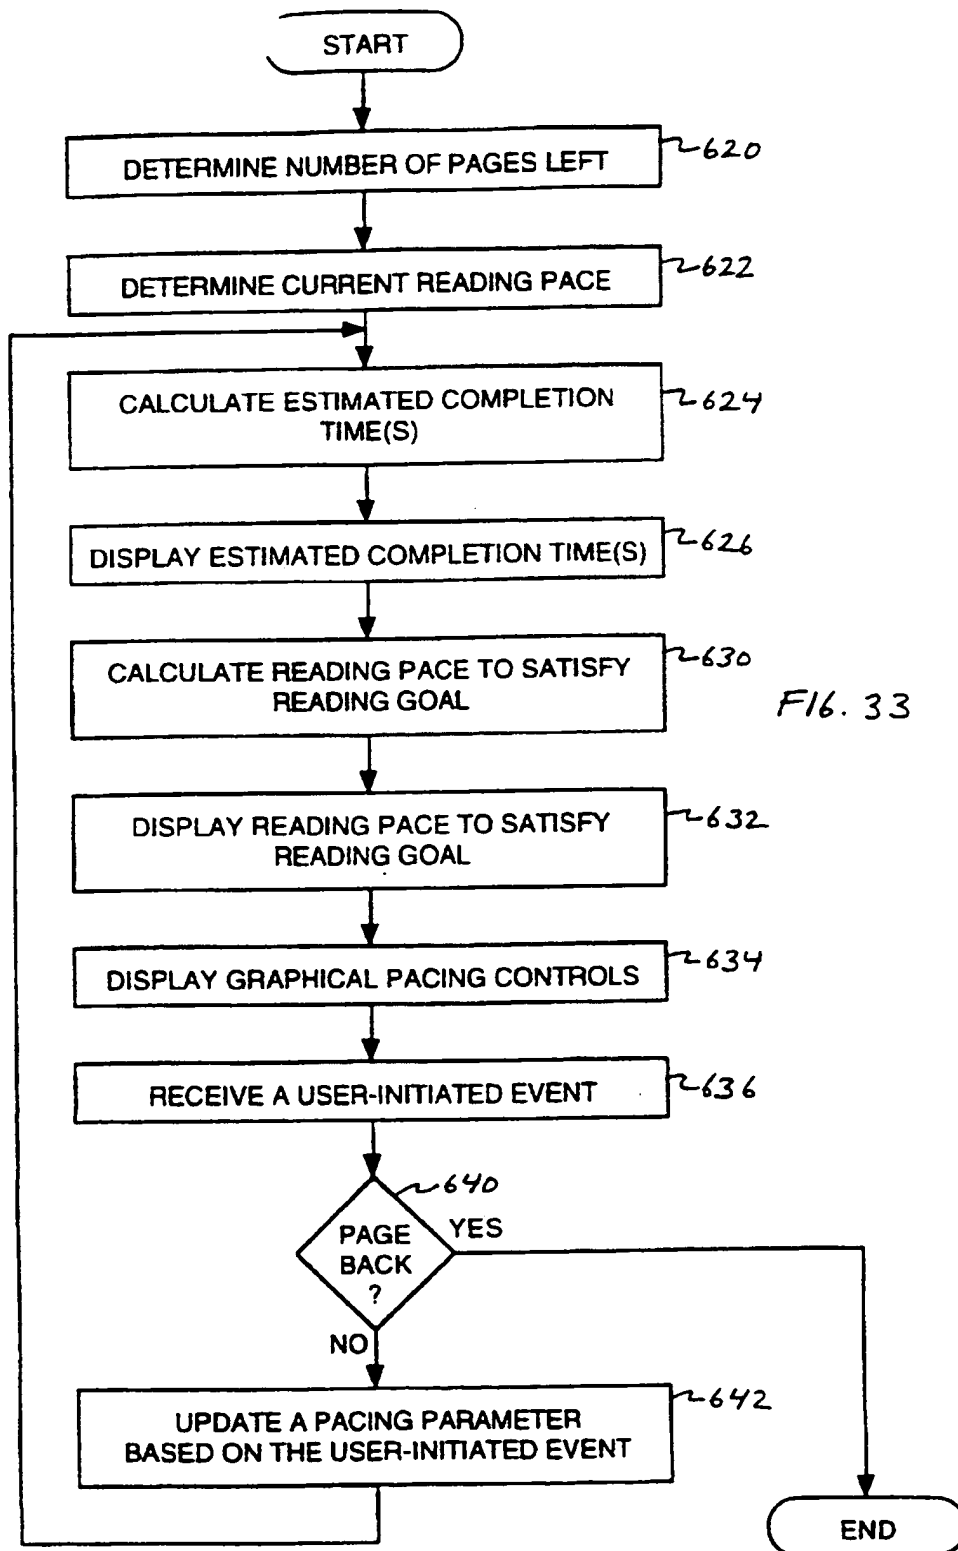 START
DETERMINE NUMBER OF PAGES LEFT
620
DETERMINE CURRENT READING PACE
622
CALCULATE ESTIMATED COMPLETION
TIME(S)
624
DISPLAY ESTIMATED COMPLETION TIME(S)
626
CALCULATE READING PACE TO SATISFY
READING GOAL
630
FIG. 33
DISPLAY READING PACE TO SATISFY
READING GOAL
632
DISPLAY GRAPHICAL PACING CONTROLS
634
RECEIVE A USER-INITIATED EVENT
636
640
PAGE
BACK
?
YES
NO
UPDATE A PACING PARAMETER
BASED ON THE USER-INITIATED EVENT
642
END